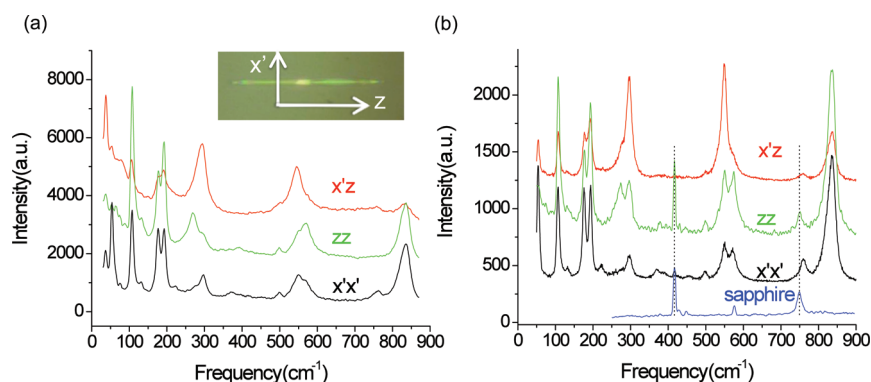 (a)
8000
6000
4000
2000
0
Intensity(a.u.)
x'
z
x'z
zz
x'x'
0 100 200 300 400 500 600 700 800 900
Frequency(cm-1)
(b)
2000
1500
1000
500
0
Intensity(a.u.)
x'z
zz
x'x'
sapphire
0 100 200 300 400 500 600 700 800 900
Frequency(cm-1)